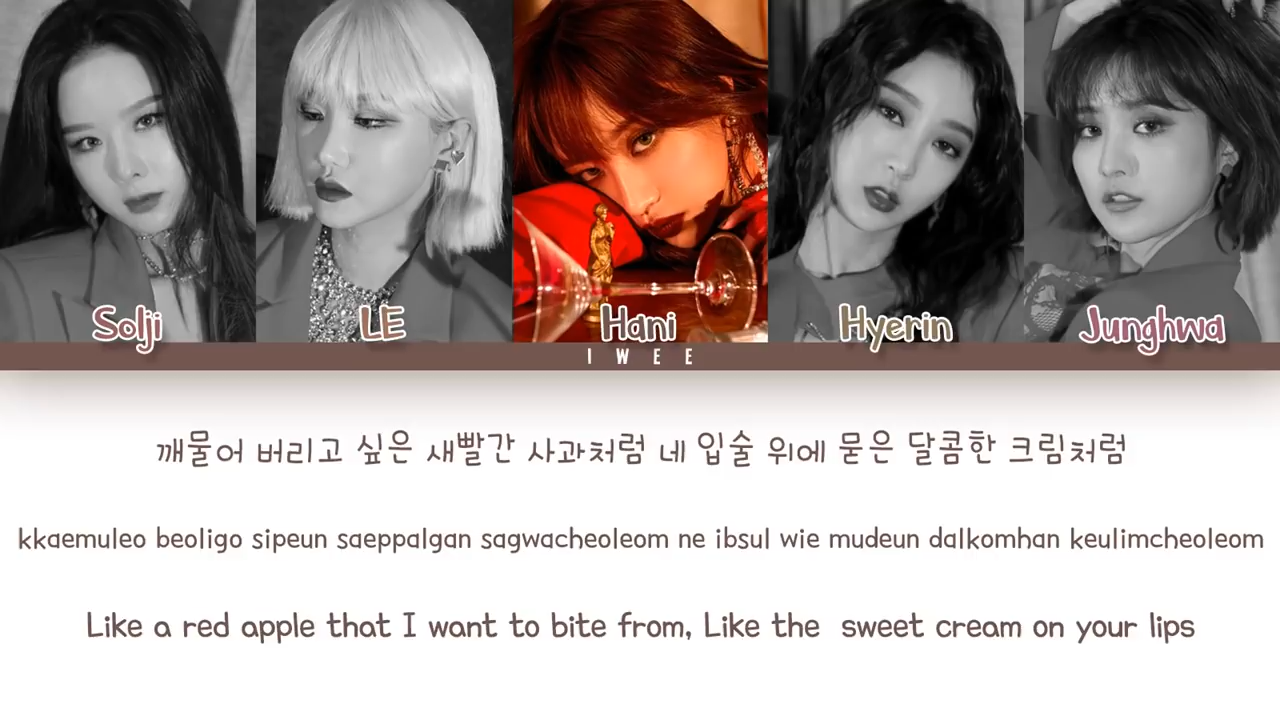 Solji LE Hani Hyerin Junghwa
IWEE
깨물어 버리고 싶은 새빨간 사과처럼 네 입술 위에 묻은 달콤한 크림처럼
kkaemuleo beoligo sipeun saeppalgan sagwacheoleom ne ibsul wie mudeun dalkomhan keulimcheoleom
Like a red apple that I want to bite from, Like the sweet cream on your lips